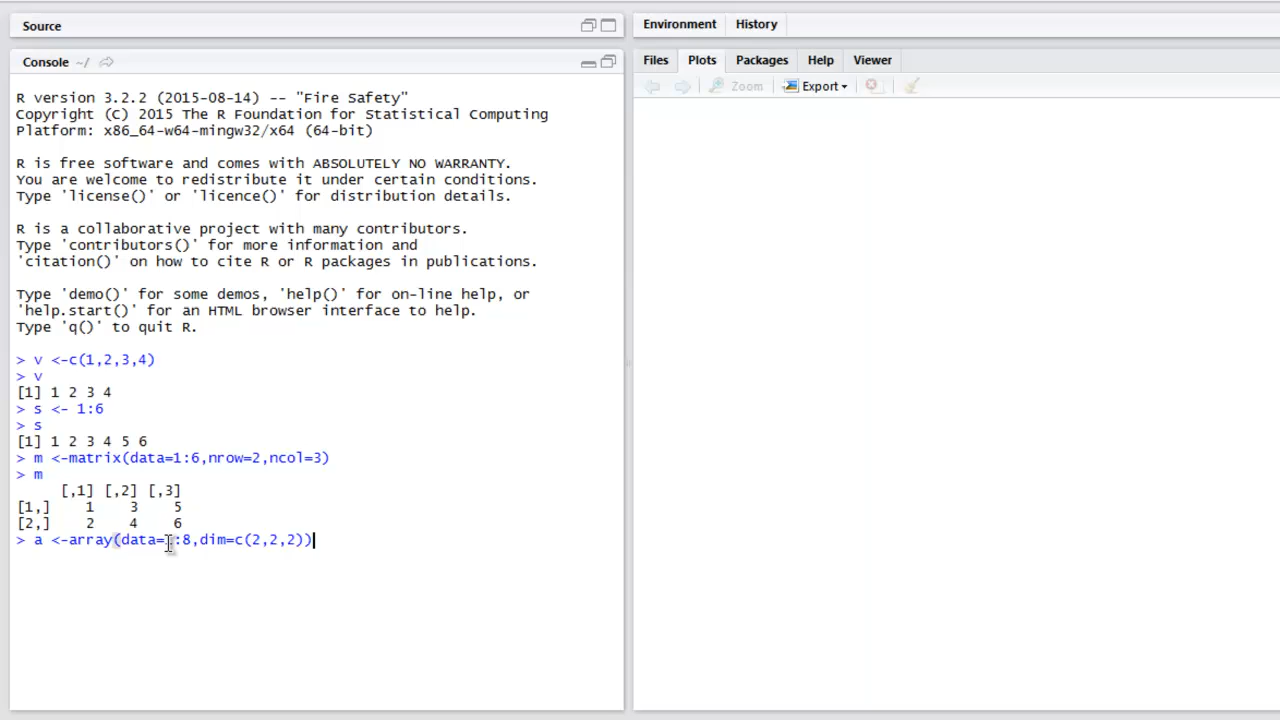 Source
Console ~/
R version 3.2.2 (2015-08-14) -- "Fire Safety"
Copyright (C) 2015 The R Foundation for Statistical Computing
Platform: x86_64-w64-mingw32/x64 (64-bit)
R is free software and comes with ABSOLUTELY NO WARRANTY.
You are welcome to redistribute it under certain conditions.
Type 'license()' or 'licence()' for distribution details.
R is a collaborative project with many contributors.
Type 'contributors()' for more information and
'citation()' on how to cite R or R packages in publications.
Type 'demo()' for some demos, 'help()' for on-line help, or
'help.start()' for an HTML browser interface to help.
Type 'q()' to quit R.
> v <-c(1,2,3,4)
> v
[1] 1 2 3 4
> s <- 1:6
> s
[1] 1 2 3 4 5 6
> m <-matrix(data=1:6,nrow=2,ncol=3)
> m
[,1] [,2] [,3]
[1,] 1 3 5
[2,] 2 4 6
> a <-array(data=1:8,dim=c(2,2,2))
Environment History
Files Plots Packages Help Viewer
Zoom Export